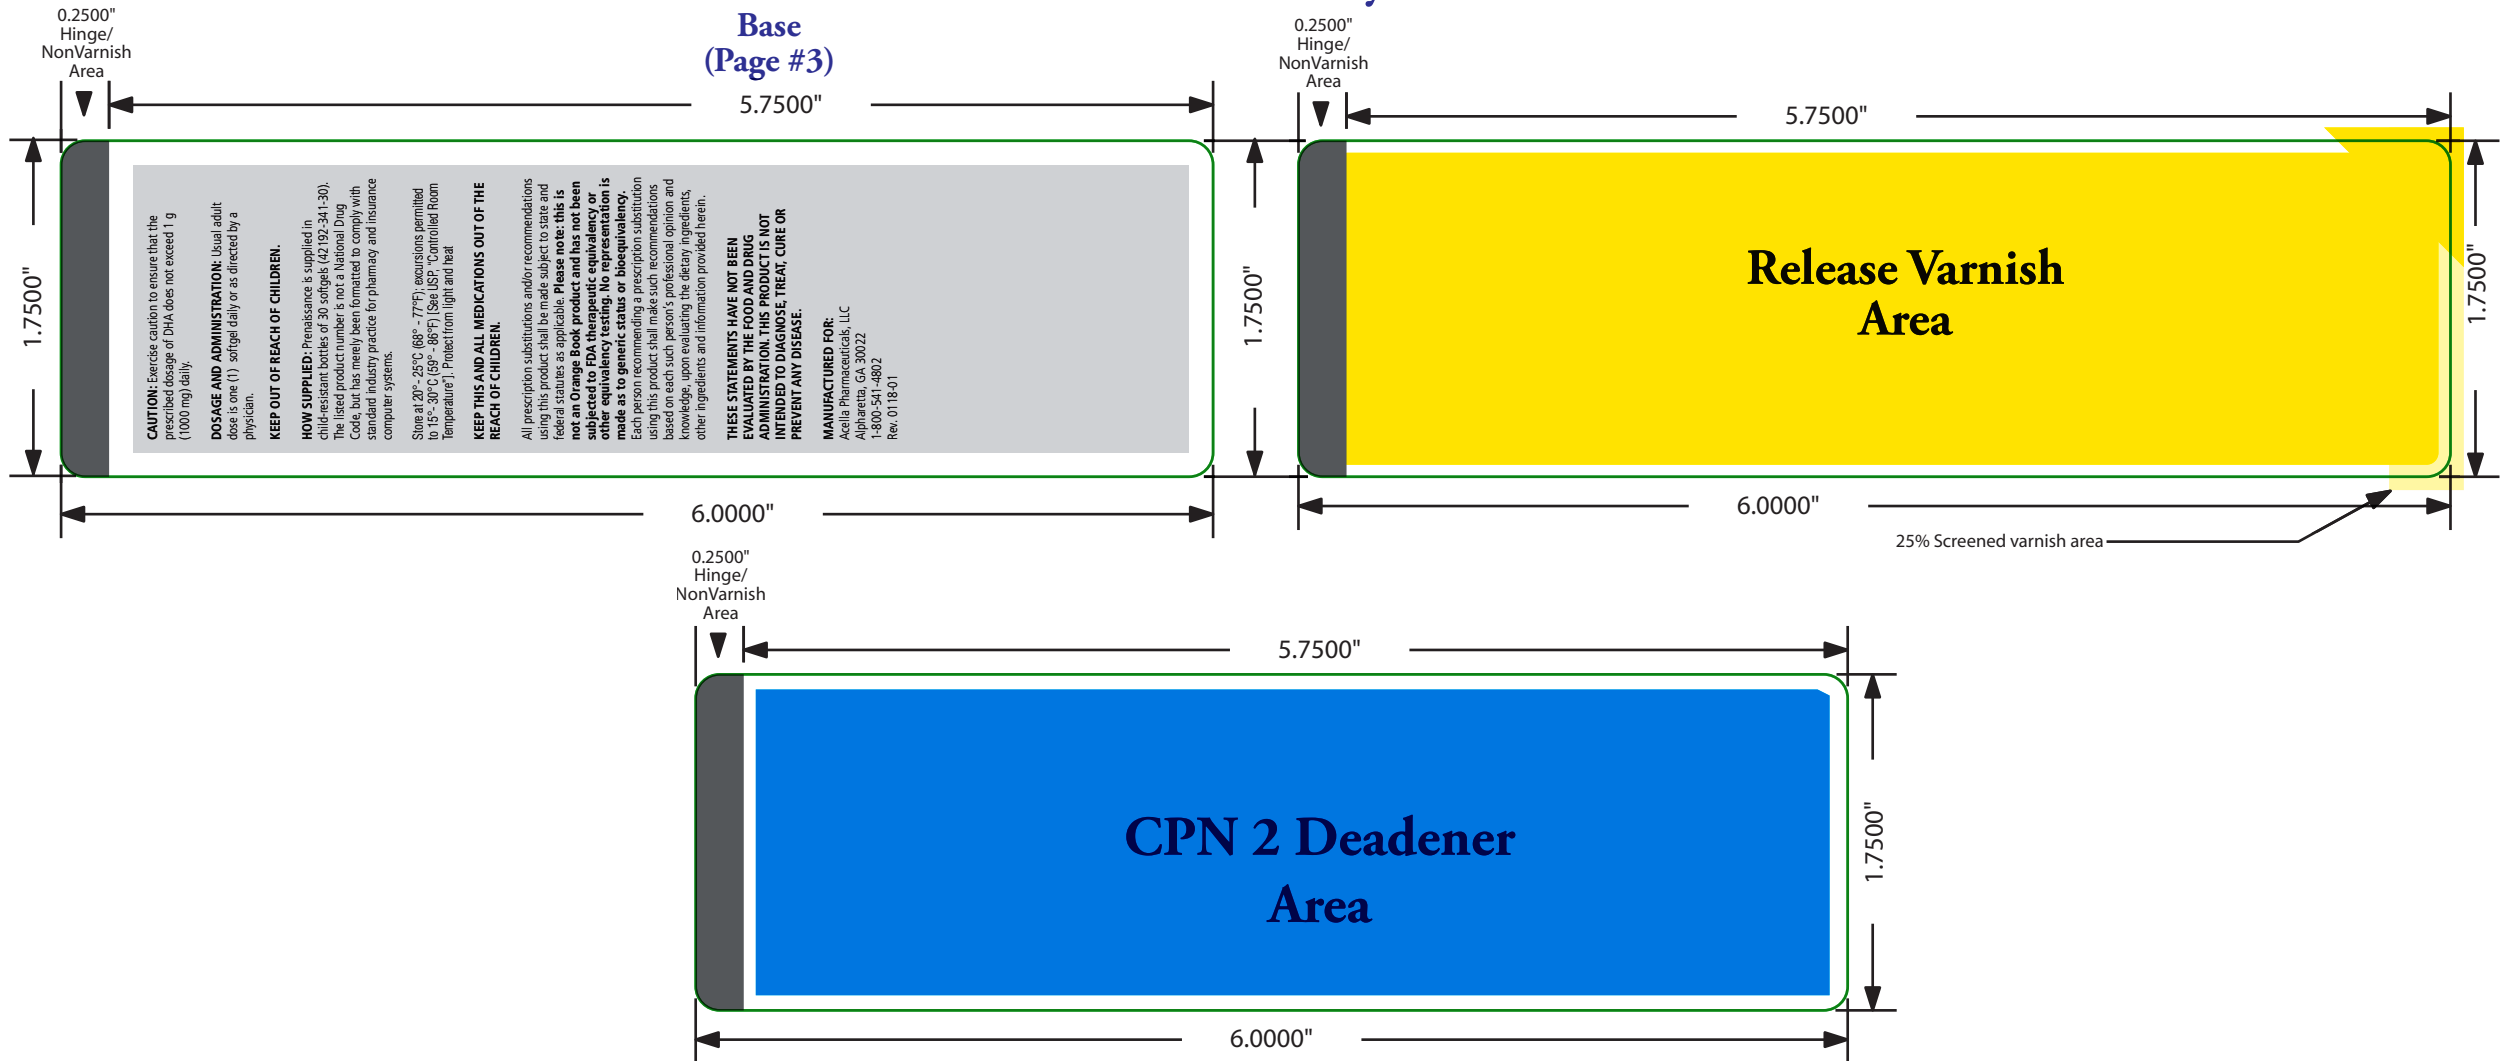 0.2500"
Hinge/
NonVarnish
Area
Base
(Page #3)
5.7500"
1.7500"
CAUTION: Exercise caution to ensure that the
prescribed dosage of DHA does not exceed 1 g
(1000 mg) daily.
DOSAGE AND ADMINISTRATION: Usual adult
dose is one (1) softgel daily or as directed by a
physician.
KEEP OUT OF REACH OF CHILDREN.
HOW SUPPLIED: Prenaissance is supplied in
child-resistant bottles of 30 softgels (42192-341-30).
The listed product number is not a National Drug
Code, but has merely been formatted to comply with
standard industry practice for pharmacy and insurance
computer systems.
Store at 20° - 25°C (68° - 77°F); excursions permitted
to 15° - 30°C (59° - 86°F) [See USP, "Controlled Room
Temperature"]. Protect from light and heat
KEEP THIS AND ALL MEDICATIONS OUT OF THE
REACH OF CHILDREN.
All prescription substitutions and/or recommendations
using this product shall be made subject to state and
federal statutes as applicable. Please note: this is
not an Orange Book product and has not been
subjected to FDA therapeutic equivalency or
other equivalency testing. No representation is
made as to generic status or bioequivalency.
Each person recommending a prescription substitution
using this product shall make such recommendations
based on each such person's professional opinion and
knowledge, upon evaluating the dietary ingredients,
other ingredients and information provided herein.
THESE STATEMENTS HAVE NOT BEEN
EVALUATED BY THE FOOD AND DRUG
ADMINISTRATION. THIS PRODUCT IS NOT
INTENDED TO DIAGNOSE, TREAT, CURE OR
PREVENT ANY DISEASE.
MANUFACTURED FOR:
Acella Pharmaceuticals, LLC
Alpharetta, GA 30022
1-800-541-4802
Rev. 0118-01
1.7500"
6.0000"
0.2500"
Hinge/
NonVarnish
Area
5.7500"
Release Varnish
Area
1.7500"
6.0000"
25% Screened varnish area
0.2500"
Hinge/
NonVarnish
Area
5.7500"
CPN 2 Deadener
Area
1.7500"
6.0000"